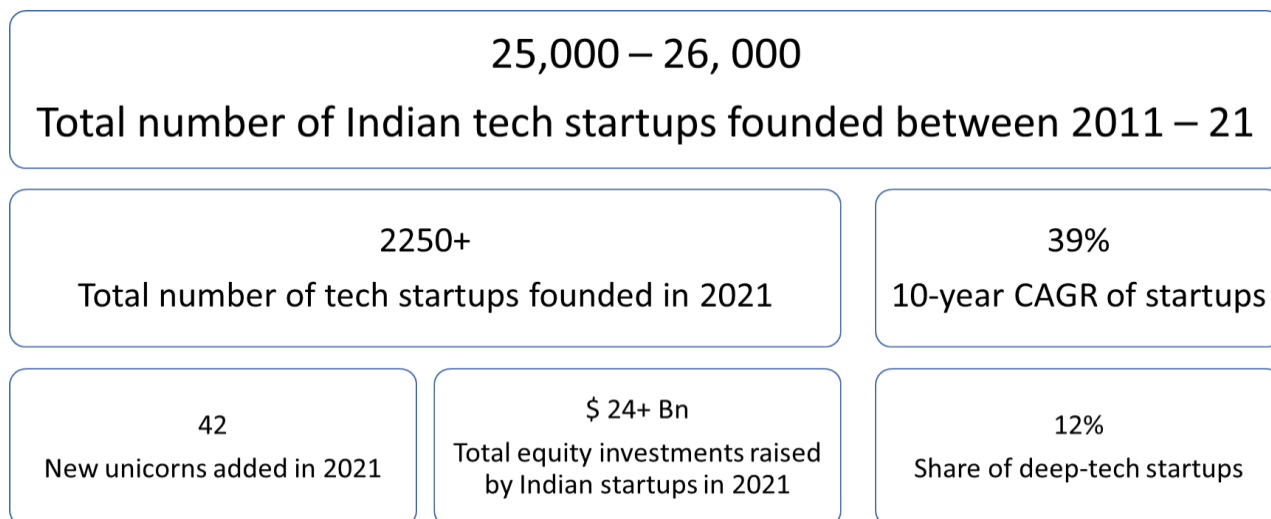 25,000 – 26, 000
Total number of Indian tech startups founded between 2011 – 21
2250+
Total number of tech startups founded in 2021
39%
10-year CAGR of startups
42
New unicorns added in 2021
$ 24+ Bn
Total equity investments raised
by Indian startups in 2021
12%
Share of deep-tech startups